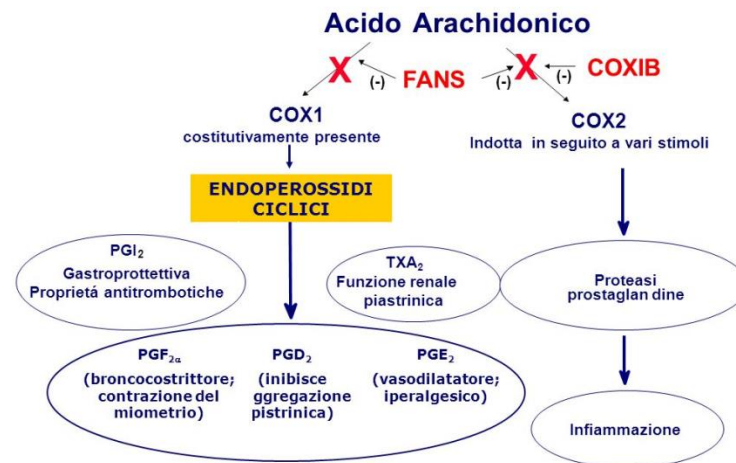 Acido Arachidonico
X
(-)
FANS
(-)
X
(-)
COXIB
COX1
costitutivamente presente
COX2
Indotta in seguito a vari stimoli
ENDOPEROSSIDI
CICLICI
PGI₂
Gastroprottettiva
Proprietá antitrombotiche
TXA₂
Funzione renale
piastrinica
Proteasi
prostaglan dine
PGF₂α
(broncocostrittore;
contrazione del
miometrio)
PGD₂
(inibisce
ggregazione
pistrinica)
PGE₂
(vasodilatatore;
iperalgesico)
Infiammazione